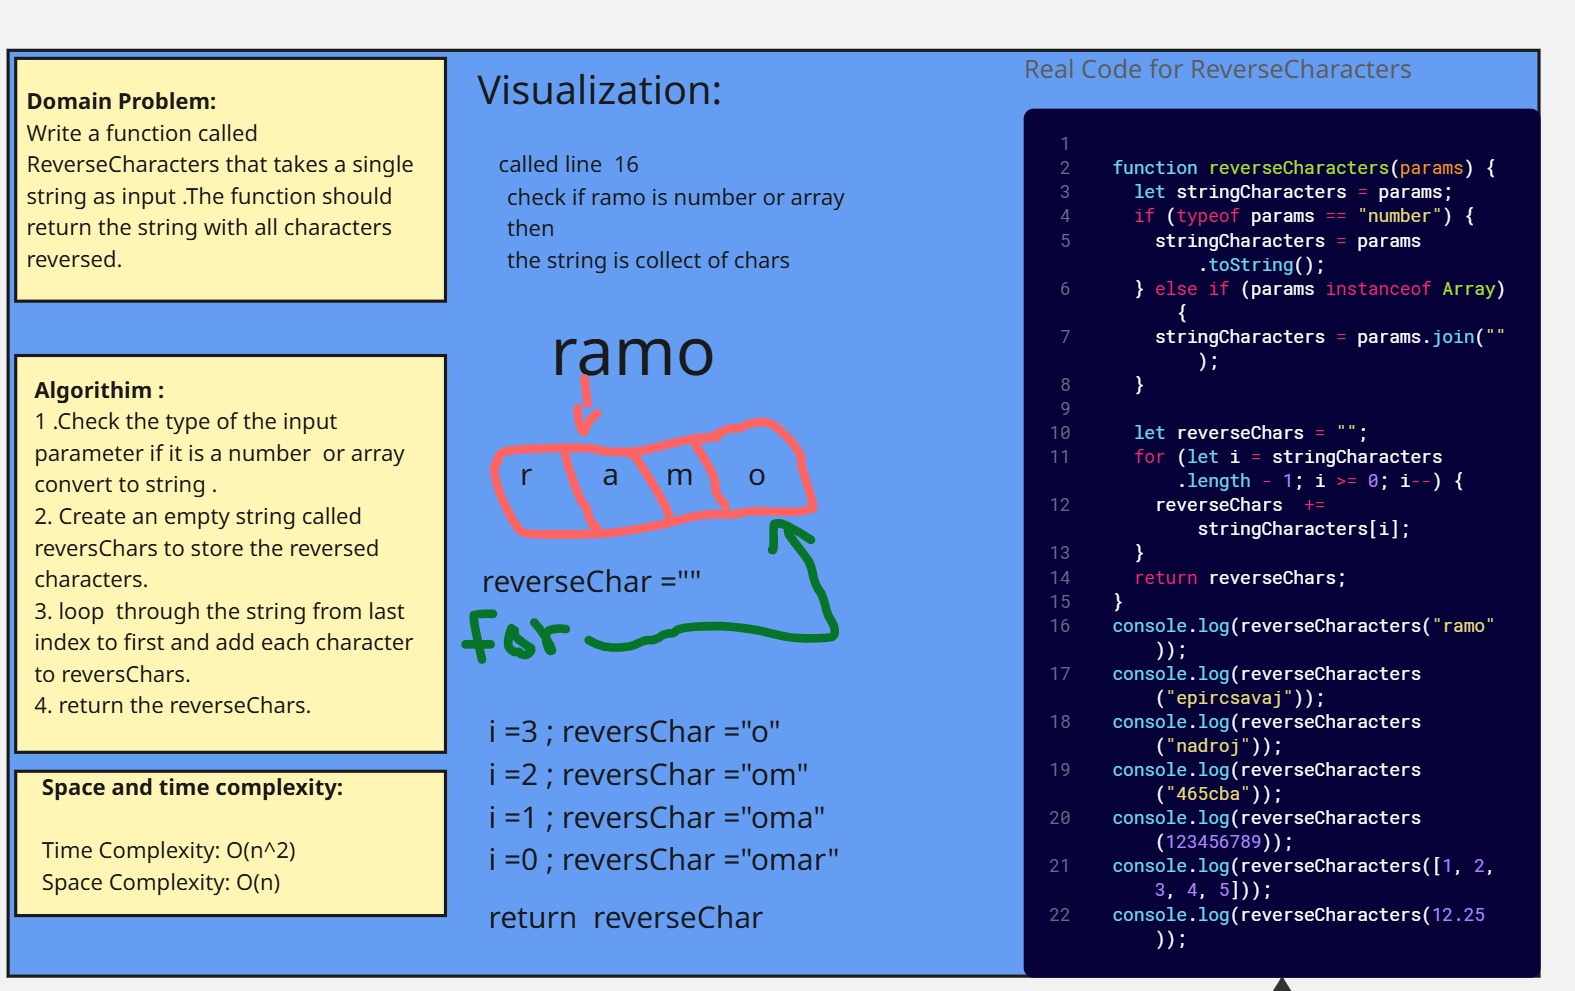 Domain Problem:
Write a function called
ReverseCharacters that takes a single
string as input .The function should
return the string with all characters
reversed.
Algorithim :
1 .Check the type of the input
parameter if it is a number  or array
convert to string .
2. Create an empty string called
reversChars to store the reversed
characters.
3. loop  through the string from last
index to first and add each character
to reversChars.
4. return the reverseChars.
Space and time complexity:
Time Complexity: O(n^2)
Space Complexity: O(n)
Visualization:
called line  16
check if ramo is number or array
then
the string is collect of chars
ramo
r a m o
reverseChar =""
for
i =3 ; reversChar ="o"
i =2 ; reversChar ="om"
i =1 ; reversChar ="oma"
i =0 ; reversChar ="omar"
return  reverseChar
Real Code for ReverseCharacters
1
2 function reverseCharacters(params) {
3 let stringCharacters = params;
4 if (typeof params == "number") {
5 stringCharacters = params
.toString();
6 } else if (params instanceof Array)
{
7 stringCharacters = params.join(""
);
8 }
9
10 let reverseChars = "";
11 for (let i = stringCharacters
.length - 1; i >= 0; i--) {
12 reverseChars  +=
stringCharacters[i];
13 }
14 return reverseChars;
15 }
16 console.log(reverseCharacters("ramo"
));
17 console.log(reverseCharacters
("epircsavaj"));
18 console.log(reverseCharacters
("nadroj"));
19 console.log(reverseCharacters
("465cba"));
20 console.log(reverseCharacters
(123456789));
21 console.log(reverseCharacters([1, 2,
3, 4, 5]));
22 console.log(reverseCharacters(12.25
));